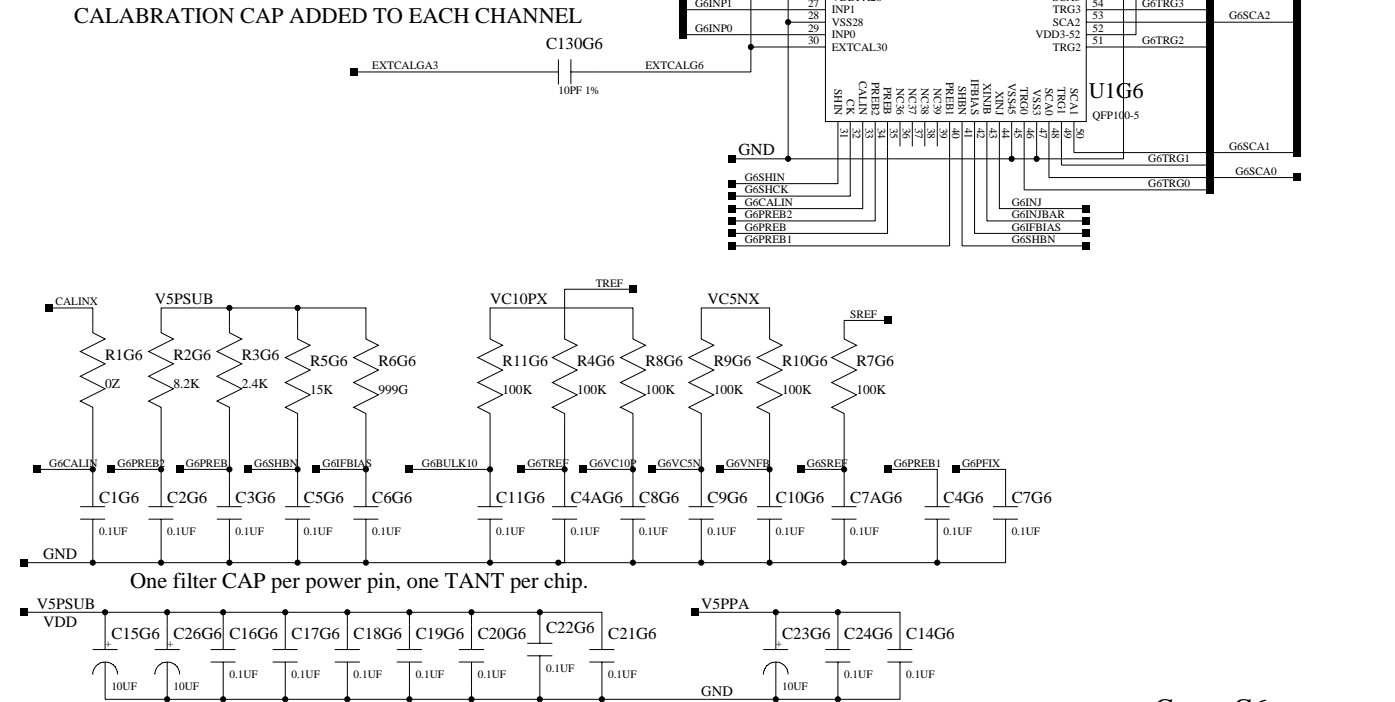 CALABRATION CAP ADDED TO EACH CHANNEL
G6INP1
27
INP1
28
VSS28
G6INP0
29
INP0
30
EXTCAL30
54
TRG3
G6TRG3
53
SCA2
G6SCA2
52
VDD3-52
51
TRG2
G6TRG2
C130G6
EXTCALGA3
EXTCALG6
10PF 1%
SHIN
CK
CALIN
PREB2
PREB
NC36
NC37
NC38
NC39
PREB1
SHBN
IFBIAS
XINJB
XINJ
VSS45
TRG0
VSS3
SCA0
TRG1
SCA1
U1G6
QFP100-5
31
32
33
34
35
36
37
38
39
40
41
42
43
44
45
46
47
48
49
50
GND
G6SCA1
G6TRG1
G6SCA0
G6TRG0
G6SHIN
G6SHCK
G6CALIN
G6PREB2
G6PREB
G6PREB1
G6INJ
G6INJBAR
G6IFBIAS
G6SHBN
CALINX
V5PSUB
VC10PX
TREF
VC5NX
SREF
R1G6
R2G6
R3G6
R5G6
R6G6
R11G6
R4G6
R8G6
R9G6
R10G6
R7G6
0Z
8.2K
2.4K
15K
999G
100K
100K
100K
100K
100K
100K
G6CALIN
G6PREB2
G6PREB
G6SHBN
G6IFBIAS
G6BULK10
G6TREF
G6VC10P
G6VC5N
G6VNFB
G6SREF
G6PREB1
G6PFIX
C1G6
C2G6
C3G6
C5G6
C6G6
C11G6
C4AG6
C8G6
C9G6
C10G6
C7AG6
C4G6
C7G6
0.1UF
0.1UF
0.1UF
0.1UF
0.1UF
0.1UF
0.1UF
0.1UF
0.1UF
0.1UF
0.1UF
0.1UF
0.1UF
GND
One filter CAP per power pin, one TANT per chip.
V5PSUB
VDD
V5PPA
C15G6
C26G6
C16G6
C17G6
C18G6
C19G6
C20G6
C22G6
C21G6
C23G6
C24G6
C14G6
+
+
+
10UF
10UF
0.1UF
0.1UF
0.1UF
0.1UF
0.1UF
0.1UF
0.1UF
10UF
0.1UF
0.1UF
GND